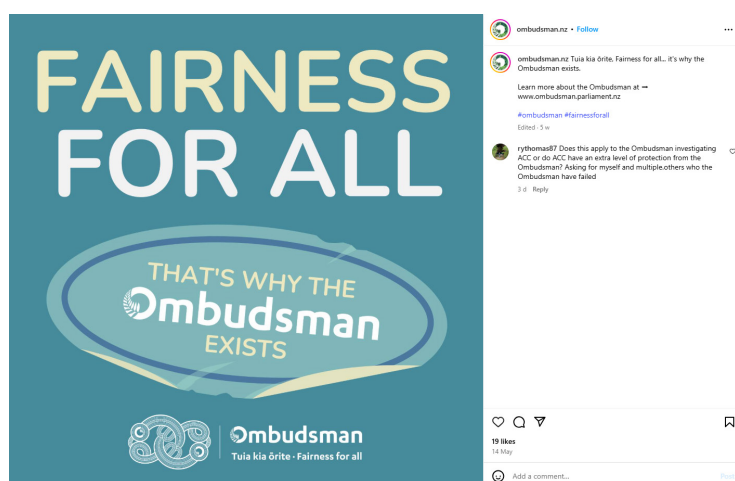 FAIRNESS
FOR ALL
THAT'S WHY THE
Ombudsman
EXISTS
Ombudsman
Tuia kia ōrite · Fairness for all
ombudsman.nz • Follow
ombudsman.nz Tuia kia ōrite, Fairness for all... it's why the
Ombudsman exists.
Learn more about the Ombudsman at ➡
www.ombudsman.parliament.nz
#ombudsman #fairnessforall
Edited · 5 w
rythomas87 Does this apply to the Ombudsman investigating
ACC or do ACC have an extra level of protection from the
Ombudsman? Asking for myself and multiple.others who the
Ombudsman have failed
3 d Reply
19 likes
14 May
Add a comment...
Post